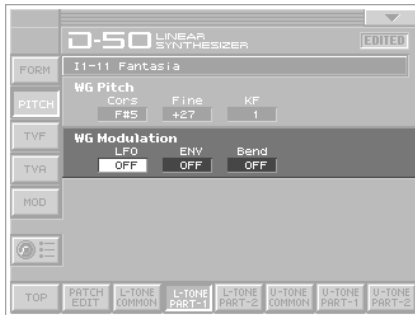 D-50 LINEAR SYNTHESIZER EDITED
FORM
I1-11 Fantasia
PITCH
WG Pitch
Cors Fine KF
F#5 +27 1
TVF
WG Modulation
LFO ENV Bend
OFF OFF OFF
TVA
MOD
TOP
PATCH EDIT
L-TONE COMMON
L-TONE PART-1
L-TONE PART-2
U-TONE COMMON
U-TONE PART-1
U-TONE PART-2